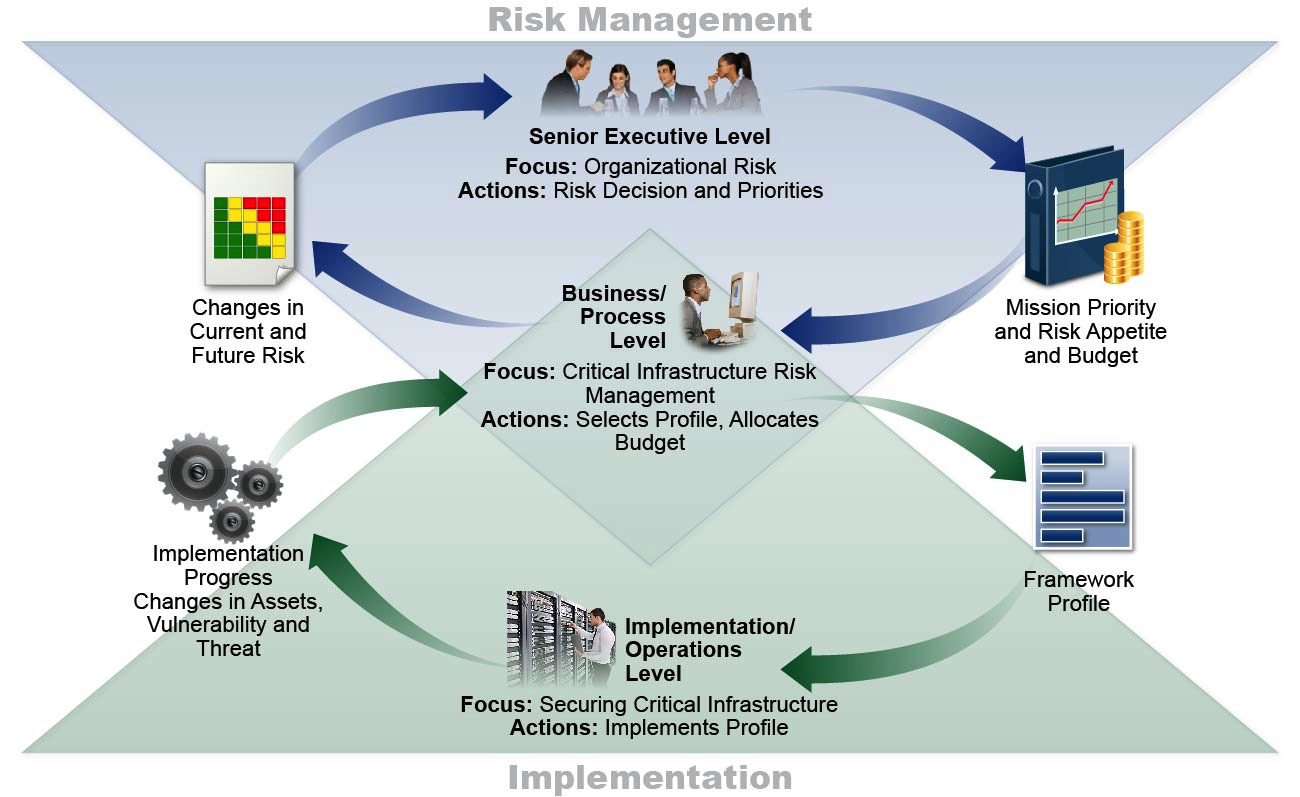 Risk Management
Senior Executive Level
Focus: Organizational Risk
Actions: Risk Decision and Priorities
Changes in
Current and
Future Risk
Mission Priority
and Risk Appetite
and Budget
Business/
Process
Level
Focus: Critical Infrastructure Risk
Management
Actions: Selects Profile, Allocates
Budget
Implementation
Progress
Changes in Assets,
Vulnerability and
Threat
Framework
Profile
Implementation/
Operations
Level
Focus: Securing Critical Infrastructure
Actions: Implements Profile
Implementation